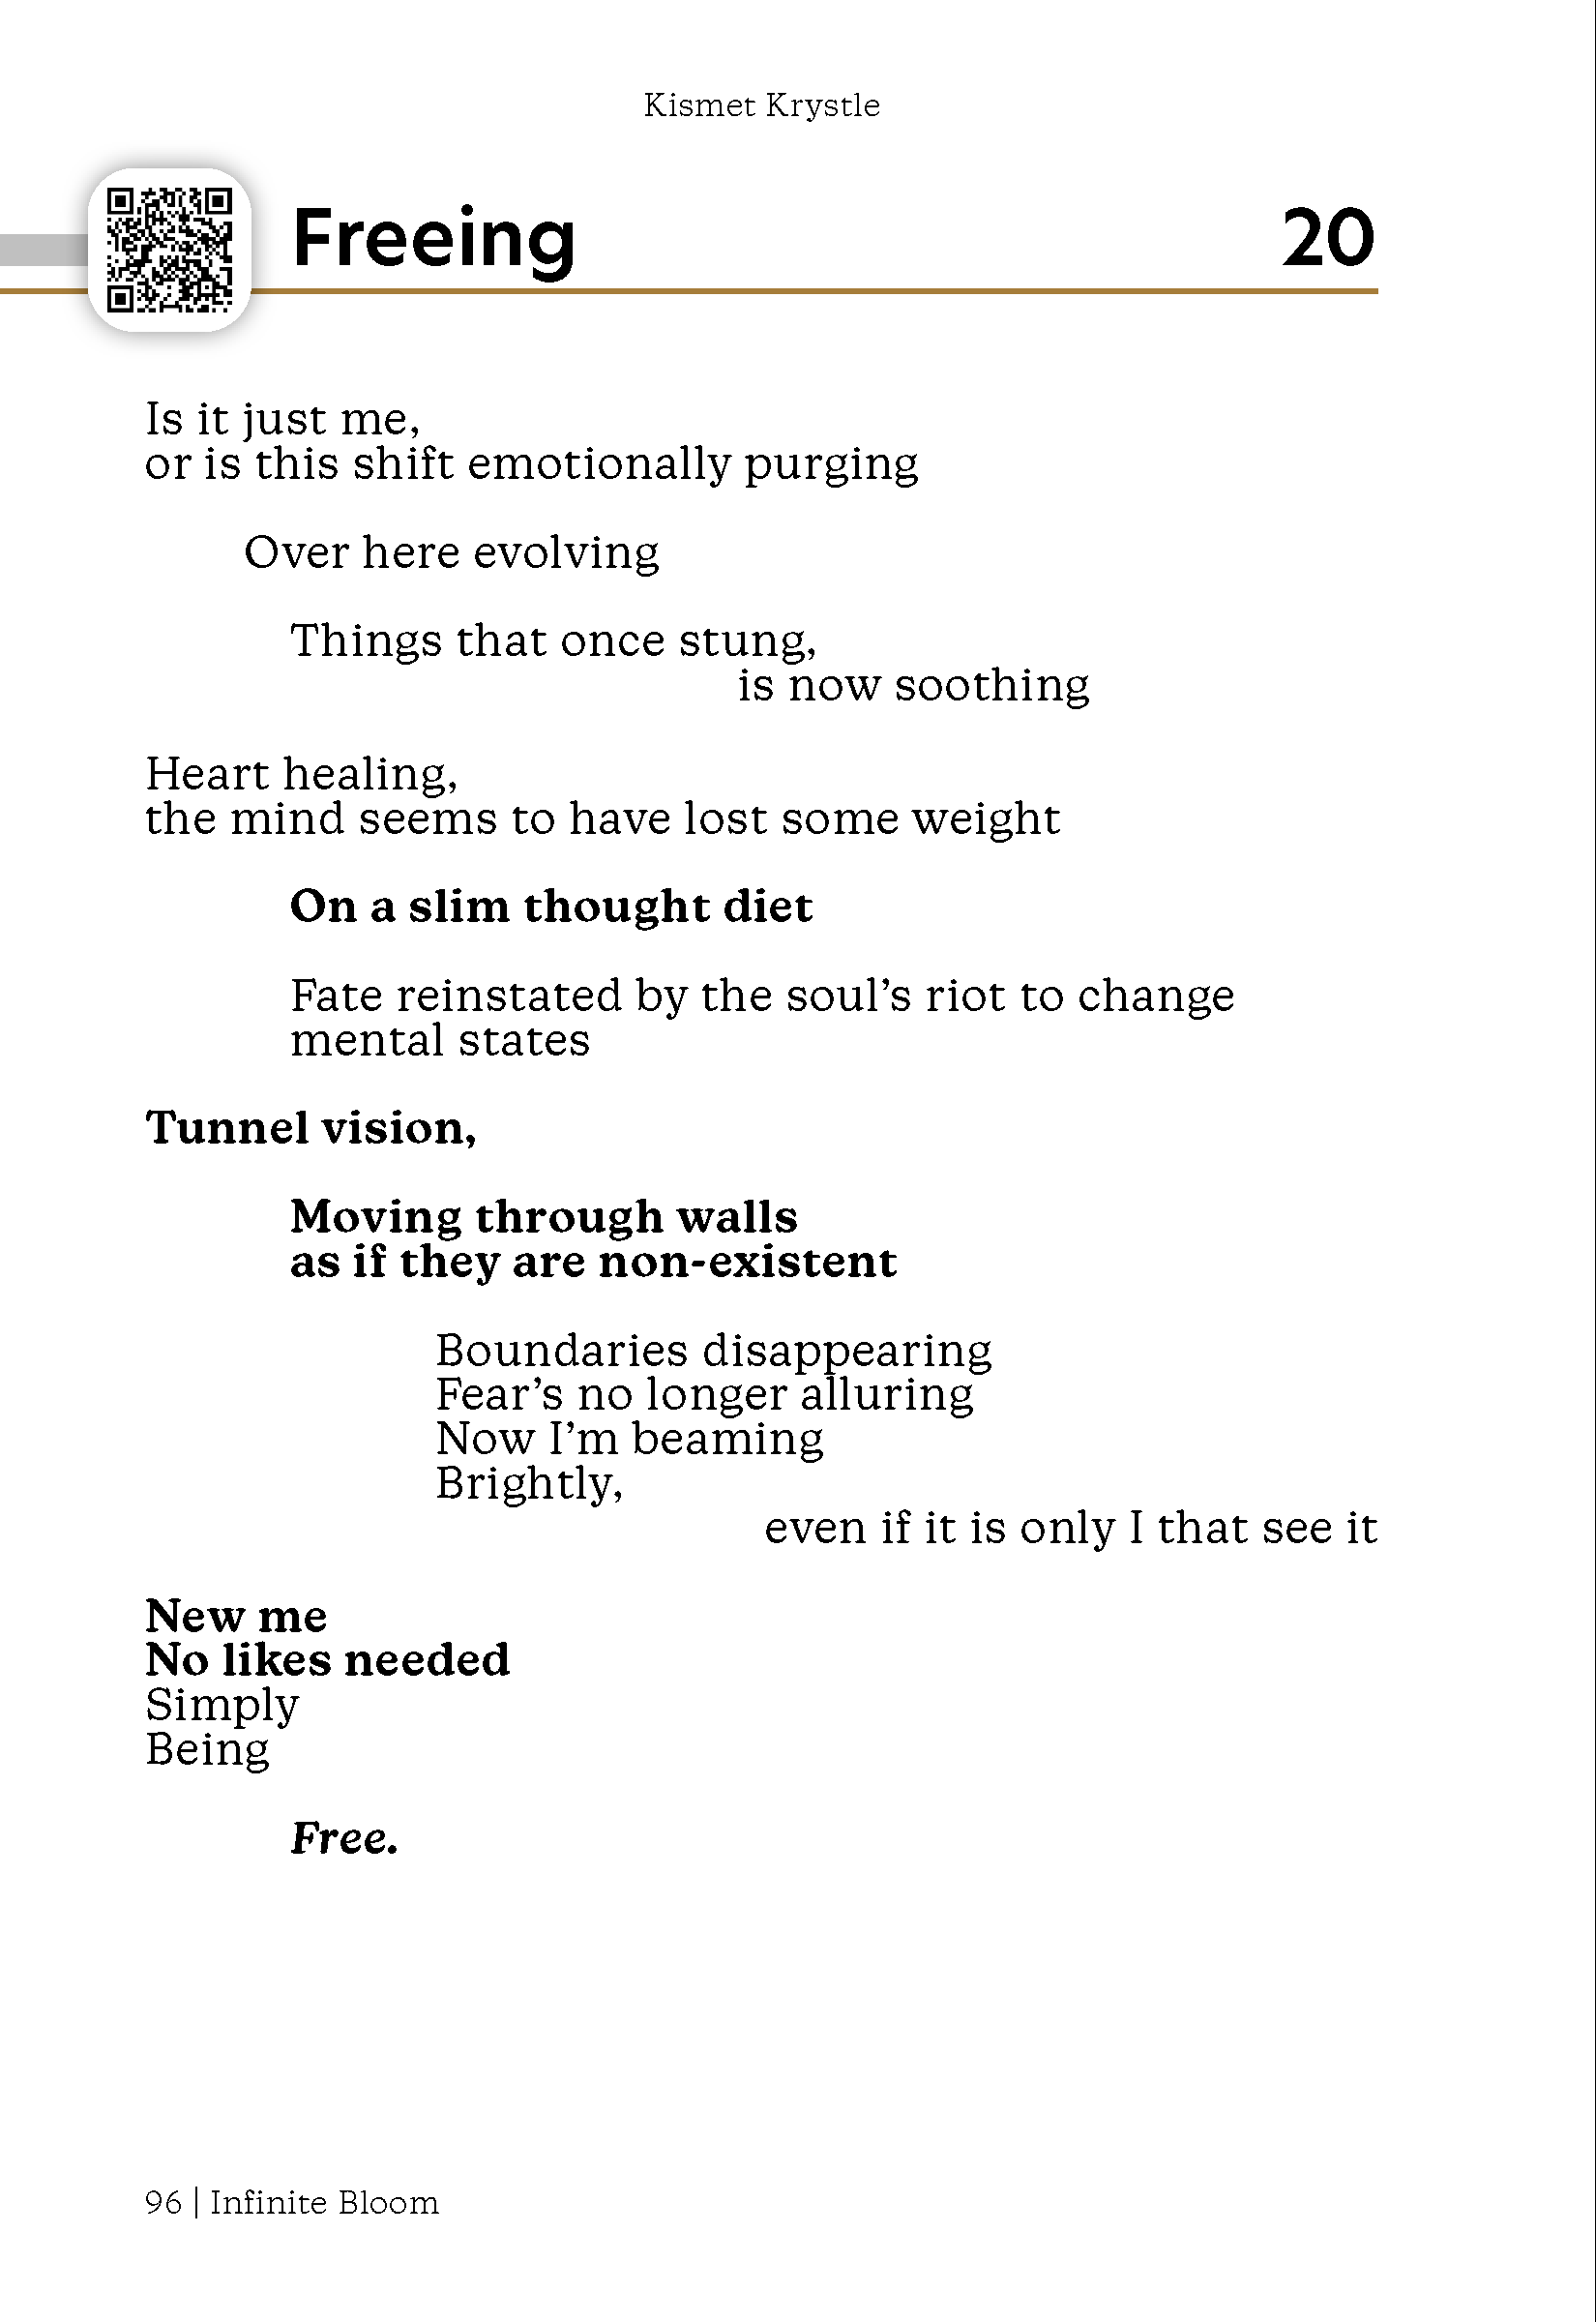 Kismet Krystle
Freeing 20
Is it just me,
or is this shift emotionally purging
Over here evolving
Things that once stung,
is now soothing
Heart healing,
the mind seems to have lost some weight
On a slim thought diet
Fate reinstated by the soul’s riot to change
mental states
Tunnel vision,
Moving through walls
as if they are non-existent
Boundaries disappearing
Fear’s no longer alluring
Now I’m beaming
Brightly,
even if it is only I that see it
New me
No likes needed
Simply
Being
Free.
96 | Infinite Bloom